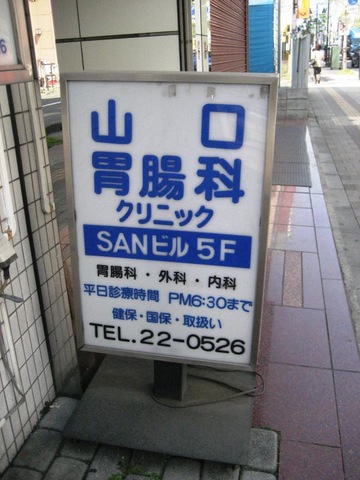 山口
胃腸科
クリニック
SANビル5F
胃腸科・外科・内科
平日診療時間 PM6:30まで
健保・国保・取扱い
TEL.22-0526